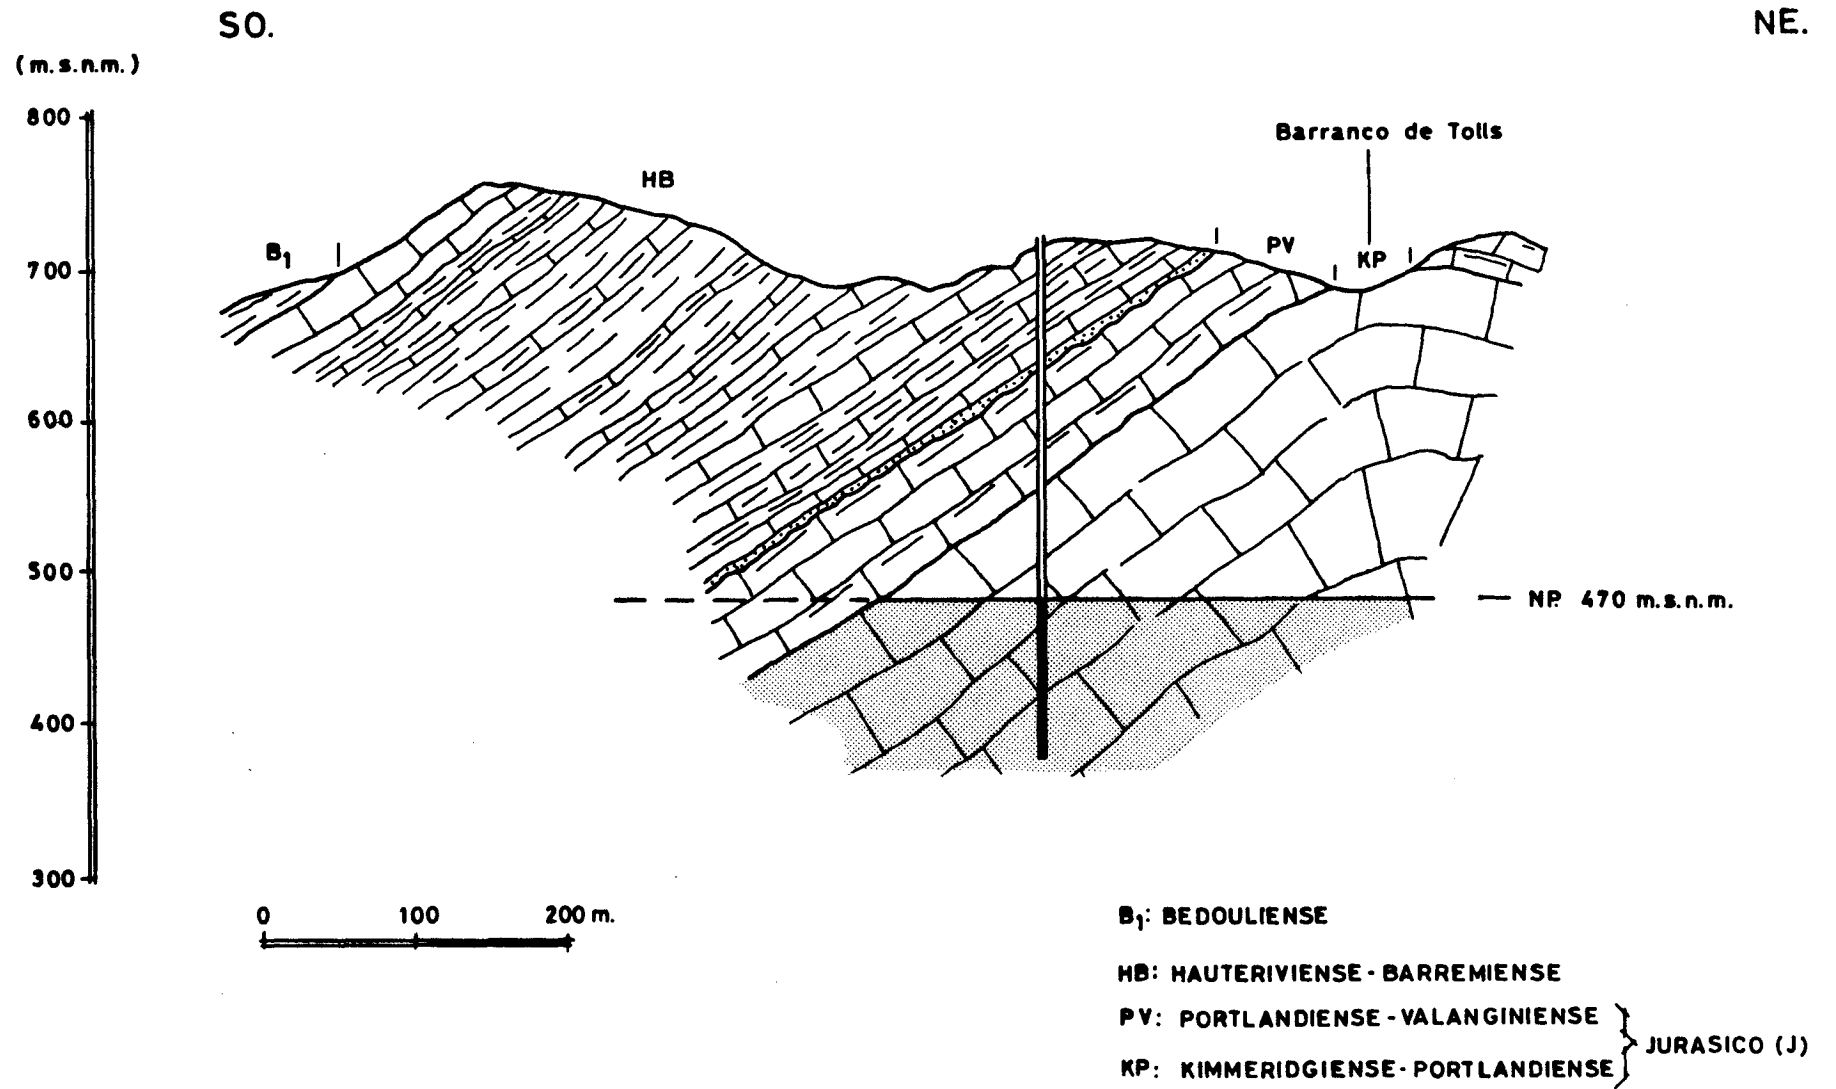 SO.
NE.
(m.s.n.m.)
800
700
600
500
400
300
Barranco de Tolls
HB
B1
PV
KP
NP. 470 m.s.n.m.
0 100 200 m.
B1: BEDOULIENSE
HB: HAUTERIVIENSE - BARREMIENSE
PV: PORTLANDIENSE - VALANGINIENSE
KP: KIMMERIDGIENSE - PORTLANDIENSE
JURASICO (J)